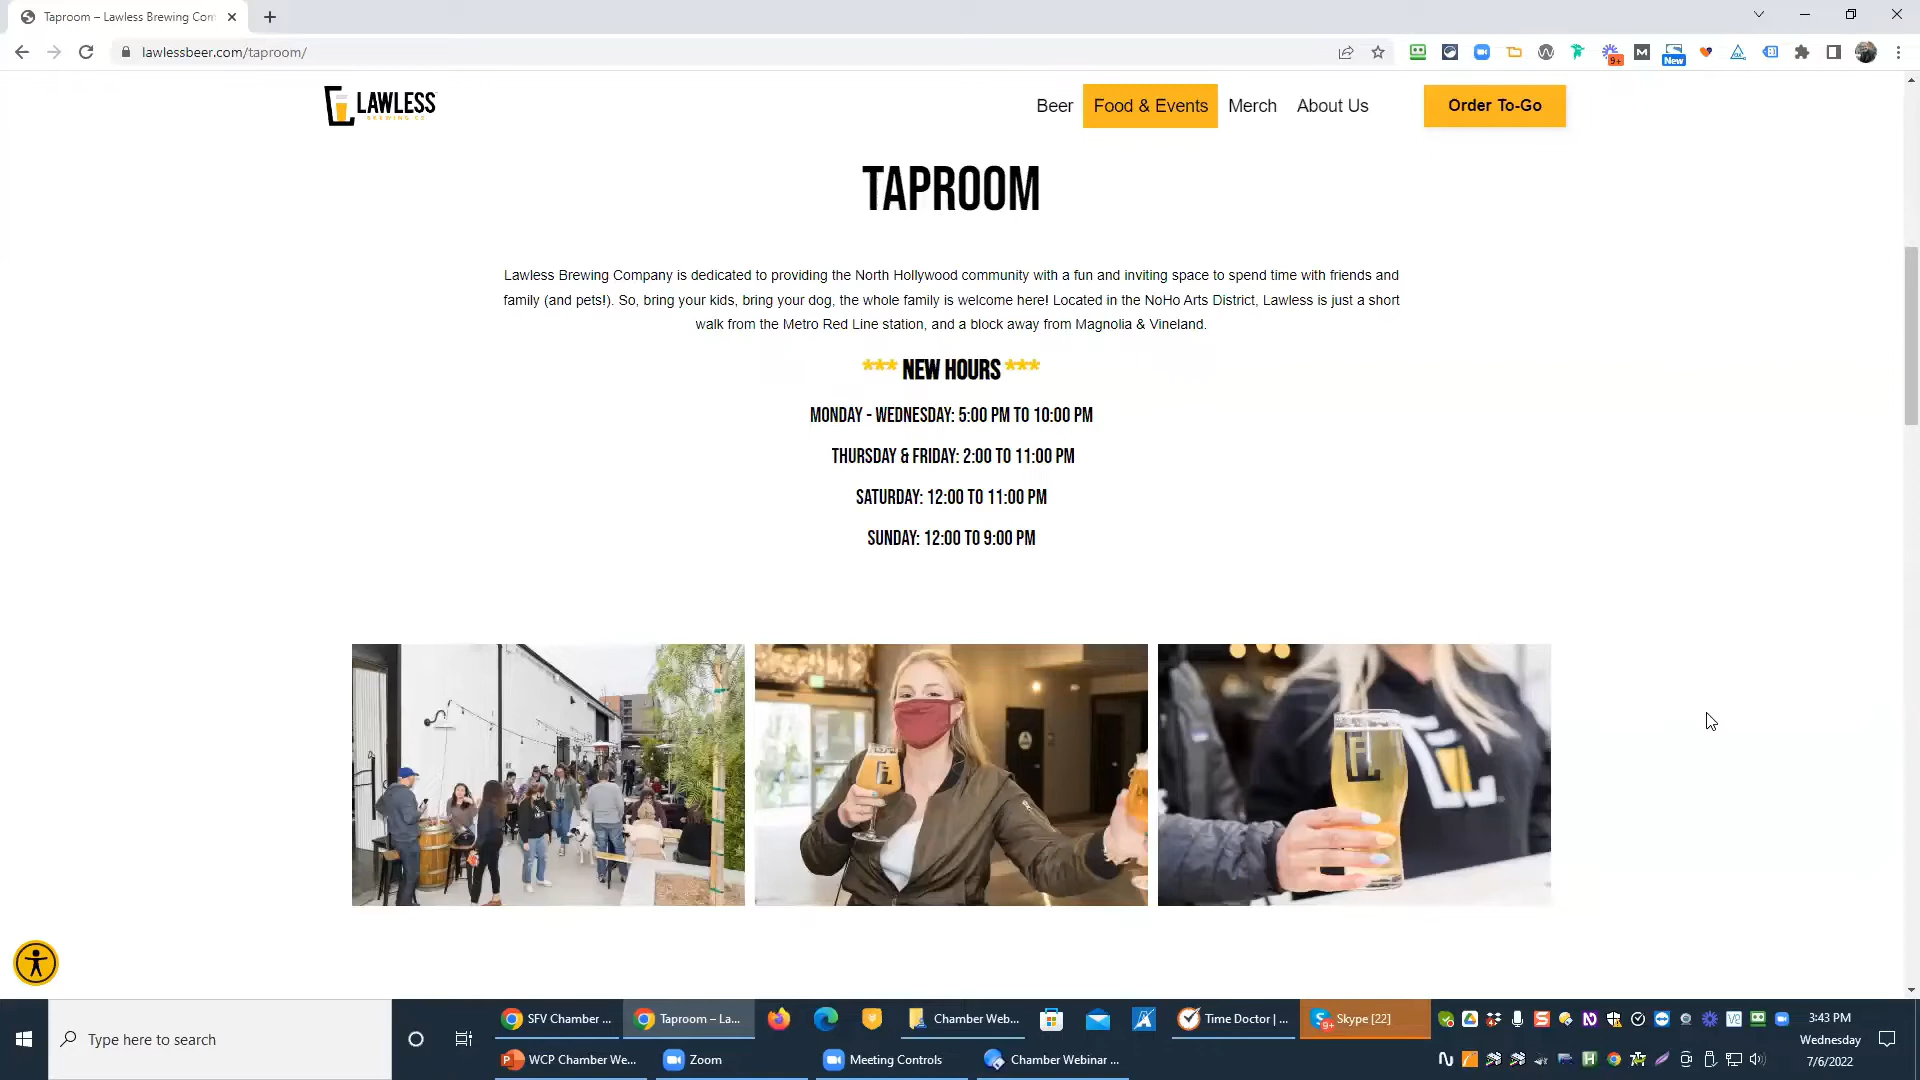 Taproom – Lawless Brewing Com
lawlessbeer.com/taproom/
9+
New
LAWLESS
BREWING CO
Beer
Food & Events
Merch
About Us
Order To-Go
TAPROOM
Lawless Brewing Company is dedicated to providing the North Hollywood community with a fun and inviting space to spend time with friends and
family (and pets!). So, bring your kids, bring your dog, the whole family is welcome here! Located in the NoHo Arts District, Lawless is just a short
walk from the Metro Red Line station, and a block away from Magnolia & Vineland.
*** NEW HOURS ***
MONDAY - WEDNESDAY: 5:00 PM TO 10:00 PM
THURSDAY & FRIDAY: 2:00 TO 11:00 PM
SATURDAY: 12:00 TO 11:00 PM
SUNDAY: 12:00 TO 9:00 PM
Type here to search
SFV Chamber ...
Taproom – La...
Chamber Web...
Time Doctor | ...
9+
Skype [22]
3:43 PM
WCP Chamber We...
Zoom
Meeting Controls
Chamber Webinar ...
Wednesday
7/6/2022